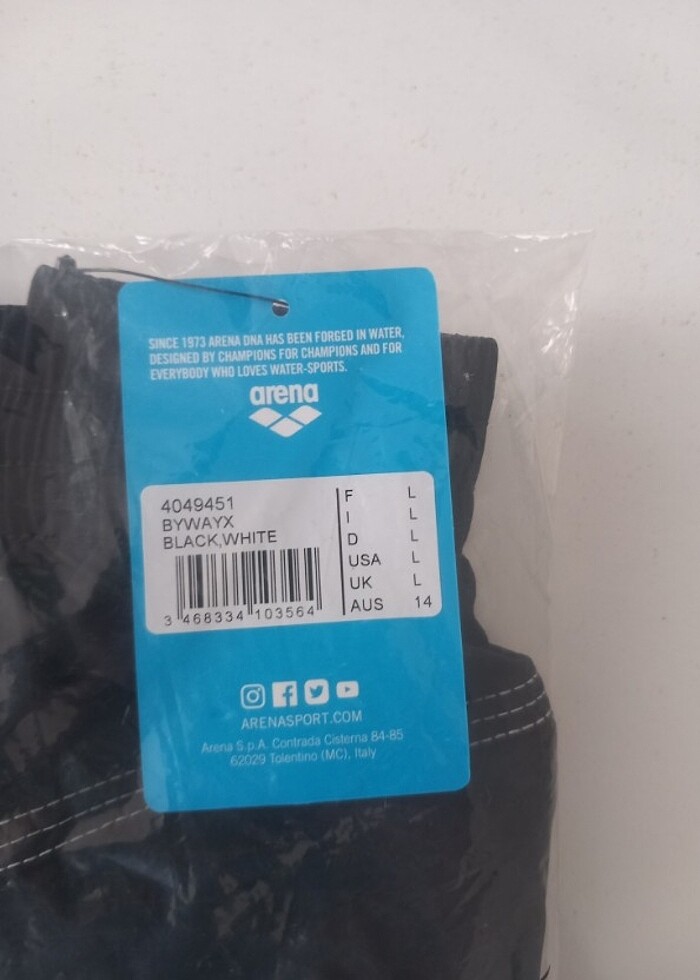 SINCE 1973 ARENA DNA HAS BEEN FORGED IN WATER,
DESIGNED BY CHAMPIONS FOR CHAMPIONS AND FOR
EVERYBODY WHO LOVES WATER-SPORTS.
arena
4049451
BYWAYX
BLACK,WHITE
3 468334 103564
F L
I L
D L
USA L
UK L
AUS 14
ARENASPORT.COM
Arena S.p.A. Contrada Cisterna 84-85
62029 Tolentino (MC), Italy